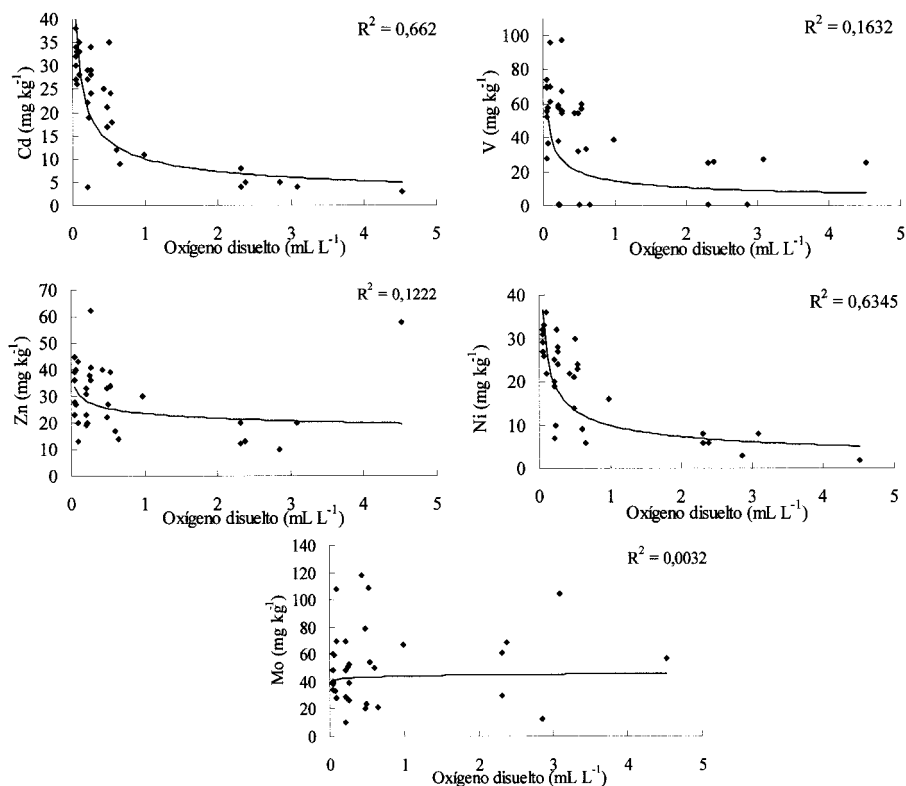 R² = 0,662
Cd (mg kg⁻¹)
40
35
30
25
20
15
10
5
0
0 1 2 3 4 5
Oxígeno disuelto (mL L⁻¹)
R² = 0,1632
V (mg kg⁻¹)
100
80
60
40
20
0
0 1 2 3 4 5
Oxígeno disuelto (mL L⁻¹)
R² = 0,1222
Zn (mg kg⁻¹)
70
60
50
40
30
20
10
0
0 1 2 3 4 5
Oxígeno disuelto (mL L⁻¹)
R² = 0,6345
Ni (mg kg⁻¹)
40
30
20
10
0
0 1 2 3 4 5
Oxígeno disuelto (mL L⁻¹)
R² = 0,0032
Mo (mg kg⁻¹)
140
120
100
80
60
40
20
0
0 1 2 3 4 5
Oxígeno disuelto (mL L⁻¹)